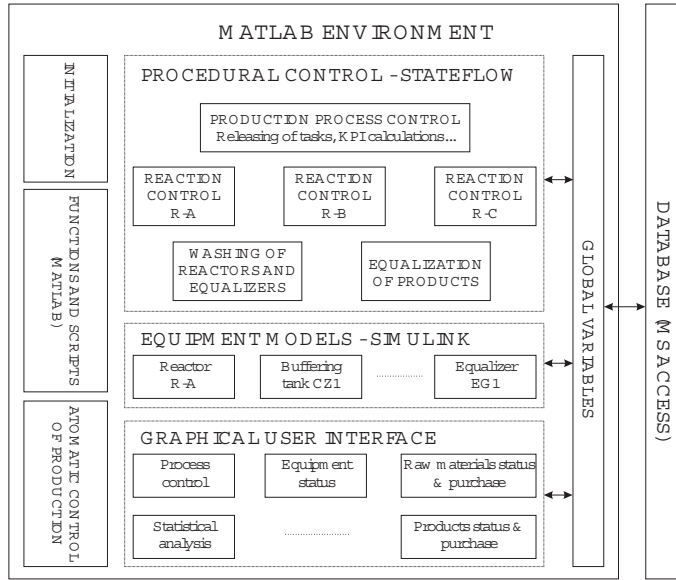 MATLAB ENVIRONMENT
INITIALIZATION
FUNCTIONS AND SCRIPTS
(MATLAB)
ATOMATIC CONTROL
OF PRODUCTION
PROCEDURAL CONTROL - STATEFLOW
PRODUCTION PROCESS CONTROL
Releasing of tasks, KPI calculations...
REACTION
CONTROL
R-A
REACTION
CONTROL
R-B
REACTION
CONTROL
R-C
WASHING OF
REACTORS AND
EQUALIZERS
EQUALIZATION
OF PRODUCTS
EQUIPMENT MODELS - SIMULINK
Reactor
R-A
Buffering
tank CZ1
....................
Equalizer
EG1
GRAPHICAL USER INTERFACE
Process
control
Equipment
status
Raw materials status
& purchase
Statistical
analysis
............................
Products status &
purchase
GLOBAL VARIABLES
DATABASE (MS ACCESS)